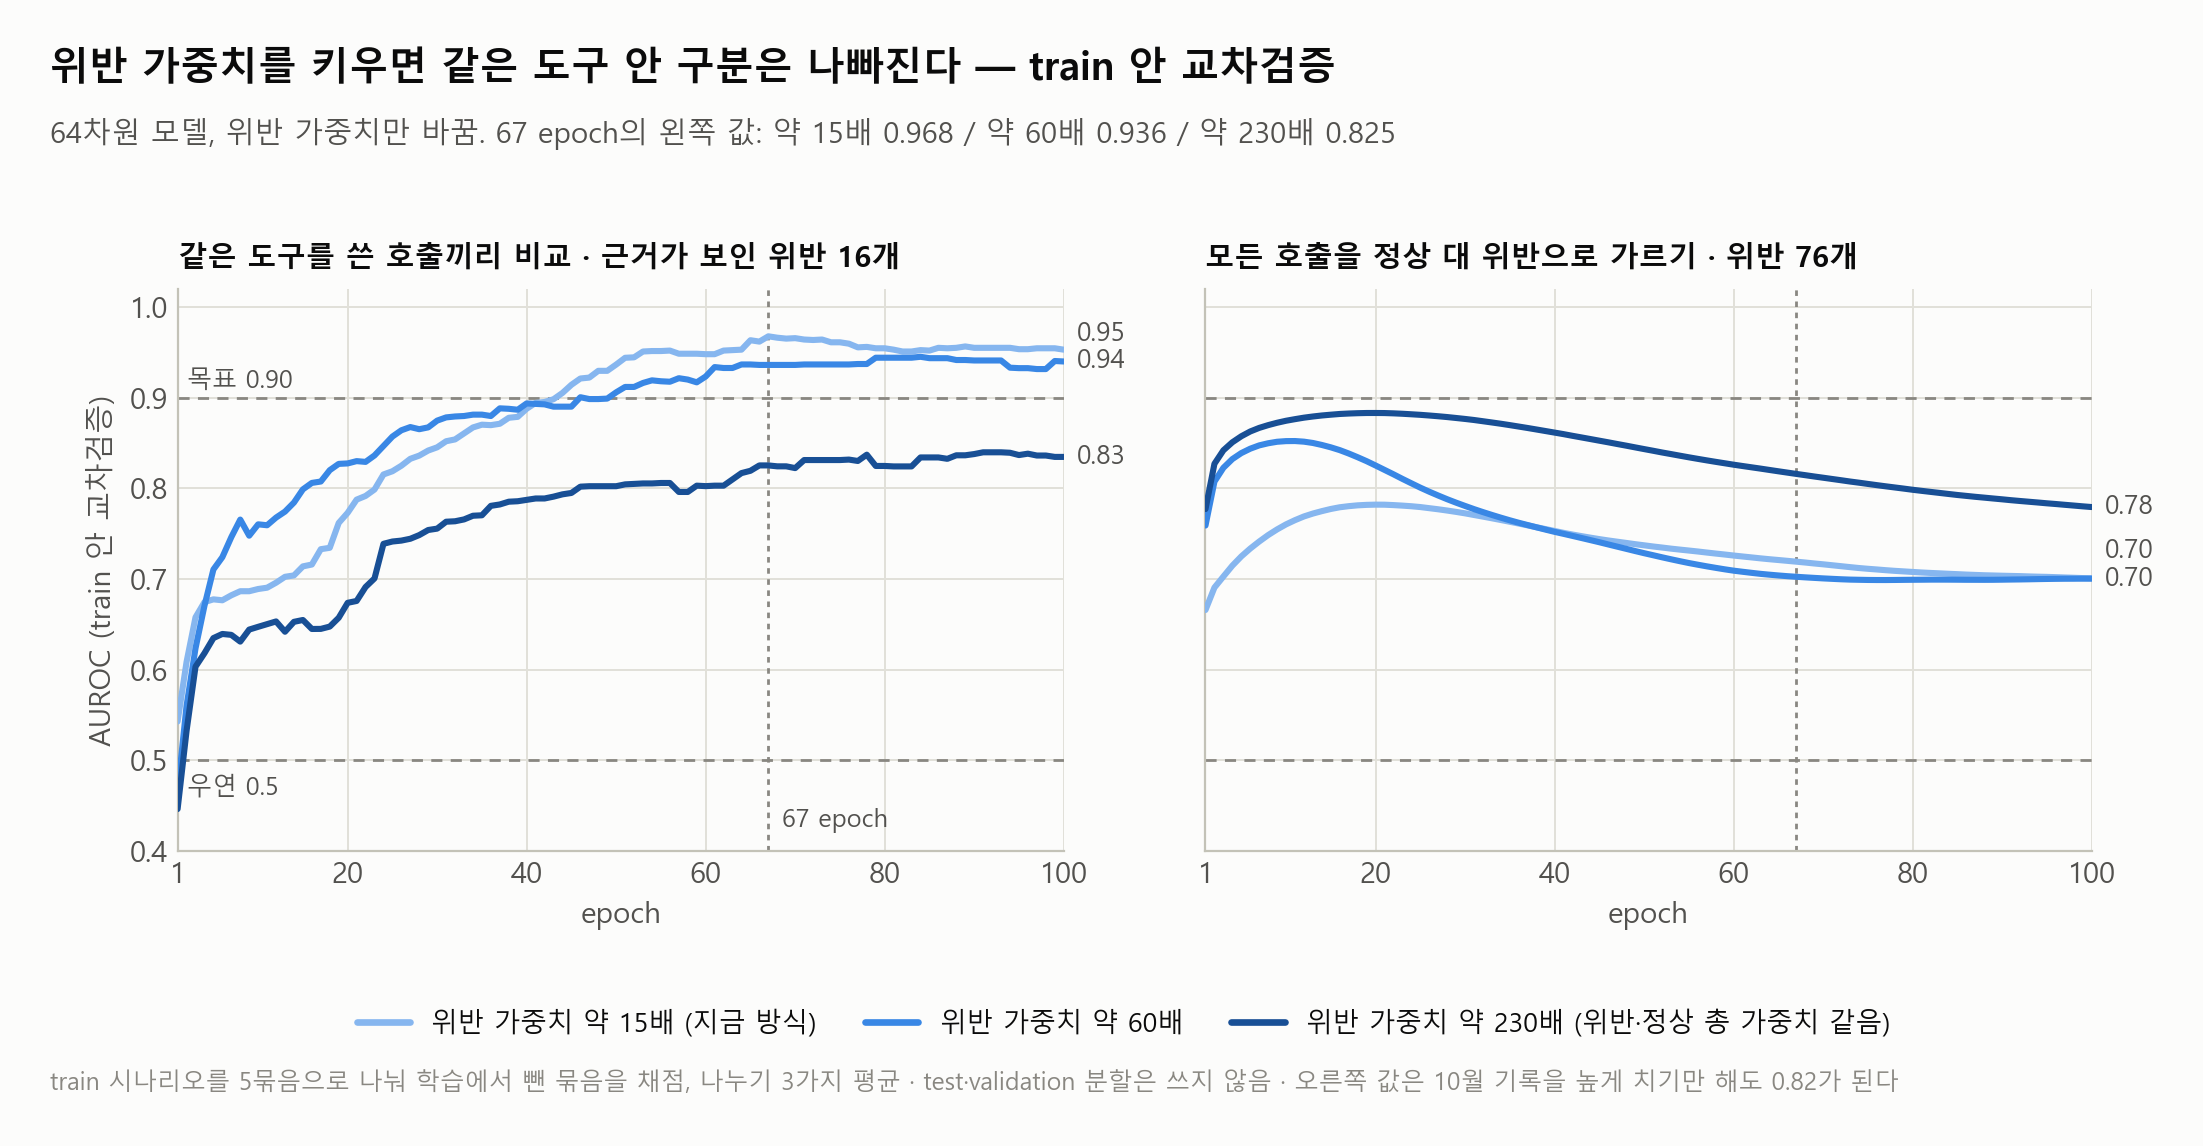 위반 가중치를 키우면 같은 도구 안 구분은 나빠진다 — train 안 교차검증
64차원 모델, 위반 가중치만 바꿈. 67 epoch의 왼쪽 값: 약 15배 0.968 / 약 60배 0.936 / 약 230배 0.825
같은 도구를 쓴 호출끼리 비교 · 근거가 보인 위반 16개
AUROC (train 안 교차검증)
1.0
0.9
0.8
0.7
0.6
0.5
0.4
목표 0.90
우연 0.5
67 epoch
0.95
0.94
0.83
1
20
40
60
80
100
epoch
모든 호출을 정상 대 위반으로 가르기 · 위반 76개
0.78
0.70
0.70
1
20
40
60
80
100
epoch
위반 가중치 약 15배 (지금 방식)
위반 가중치 약 60배
위반 가중치 약 230배 (위반·정상 총 가중치 같음)
train 시나리오를 5묶음으로 나눠 학습에서 뺀 묶음을 채점, 나누기 3가지 평균 · test·validation 분할은 쓰지 않음 · 오른쪽 값은 10월 기록을 높게 치기만 해도 0.82가 된다